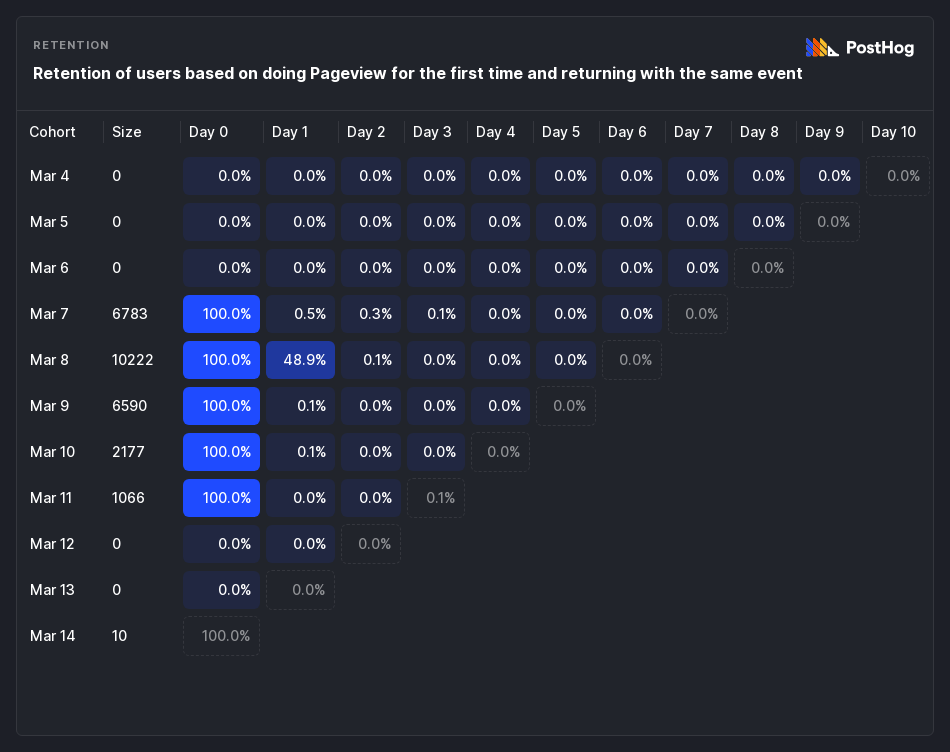 RETENTION
PostHog
Retention of users based on doing Pageview for the first time and returning with the same event
Cohort Size Day 0 Day 1 Day 2 Day 3 Day 4 Day 5 Day 6 Day 7 Day 8 Day 9 Day 10
Mar 4 0 0.0% 0.0% 0.0% 0.0% 0.0% 0.0% 0.0% 0.0% 0.0% 0.0% 0.0%
Mar 5 0 0.0% 0.0% 0.0% 0.0% 0.0% 0.0% 0.0% 0.0% 0.0% 0.0%
Mar 6 0 0.0% 0.0% 0.0% 0.0% 0.0% 0.0% 0.0% 0.0% 0.0%
Mar 7 6783 100.0% 0.5% 0.3% 0.1% 0.0% 0.0% 0.0% 0.0%
Mar 8 10222 100.0% 48.9% 0.1% 0.0% 0.0% 0.0% 0.0%
Mar 9 6590 100.0% 0.1% 0.0% 0.0% 0.0% 0.0%
Mar 10 2177 100.0% 0.1% 0.0% 0.0% 0.0%
Mar 11 1066 100.0% 0.0% 0.0% 0.1%
Mar 12 0 0.0% 0.0% 0.0%
Mar 13 0 0.0% 0.0%
Mar 14 10 100.0%